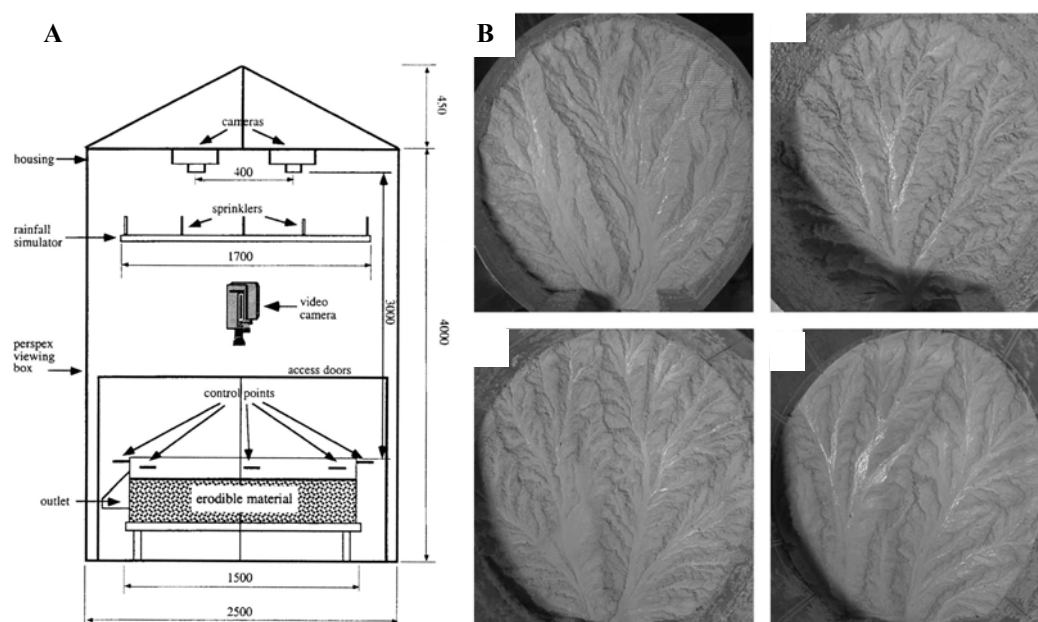 A
B
450
cameras
housing
400
sprinklers
rainfall
simulator
1700
video
camera
3000
4000
perspex
viewing
box
access doors
control points
outlet
erodible material
1500
2500